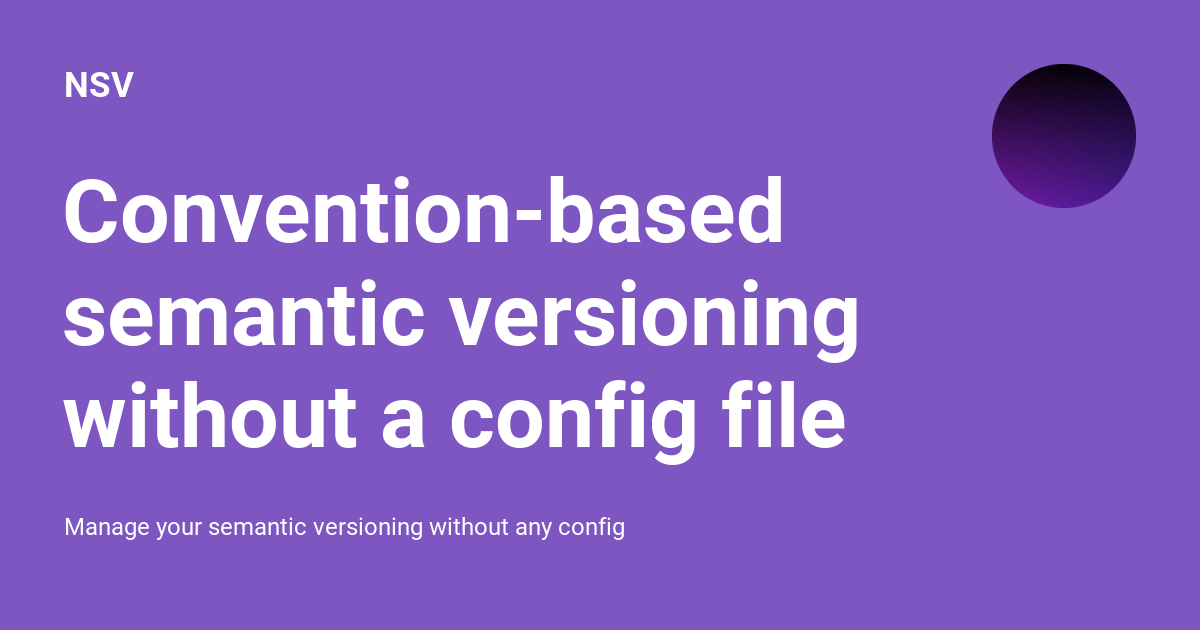 NSV
Convention-based
semantic versioning
without a config file
Manage your semantic versioning without any config